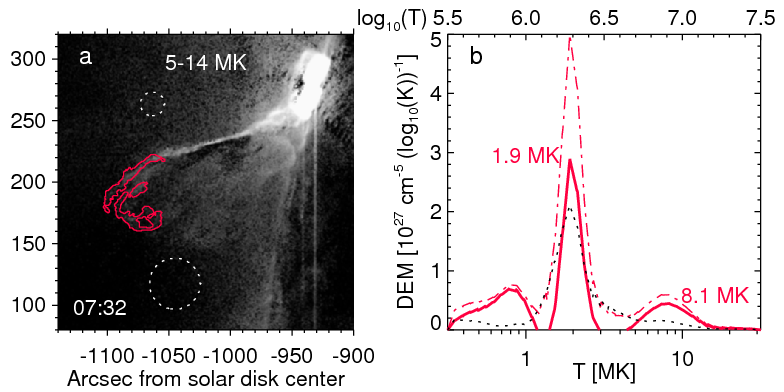 log₁₀(T) 5.5 6.0 6.5 7.0 7.5
a 5-14 MK
300
250
200
150
100
07:32
-1100 -1050 -1000 -950 -900
Arcsec from solar disk center
b
DEM [10²⁷ cm⁻⁵ (log₁₀(K))⁻¹]
5
4
3
2
1
0
1.9 MK
8.1 MK
1 10
T [MK]